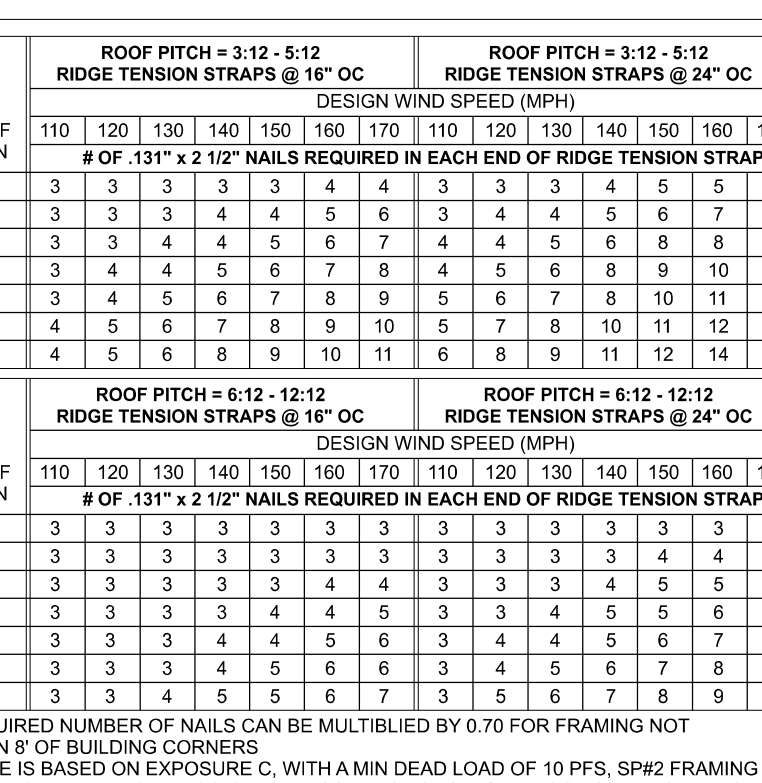 ROOF PITCH = 3:12 - 5:12 ROOF PITCH = 3:12 - 5:12
RIDGE TENSION STRAPS @ 16" OC RIDGE TENSION STRAPS @ 24" OC
DESIGN WIND SPEED (MPH)
F 110 120 130 140 150 160 170 110 120 130 140 150 160 1
N # OF .131" x 2 1/2" NAILS REQUIRED IN EACH END OF RIDGE TENSION STRAP
3 3 3 3 3 4 4 3 3 3 4 5 5
3 3 3 4 4 5 6 3 4 4 5 6 7
3 3 4 4 5 6 7 4 4 5 6 8 8
3 4 4 5 6 7 8 4 5 6 8 9 10
3 4 5 6 7 8 9 5 6 7 8 10 11
4 5 6 7 8 9 10 5 7 8 10 11 12
4 5 6 8 9 10 11 6 8 9 11 12 14
ROOF PITCH = 6:12 - 12:12 ROOF PITCH = 6:12 - 12:12
RIDGE TENSION STRAPS @ 16" OC RIDGE TENSION STRAPS @ 24" OC
DESIGN WIND SPEED (MPH)
F 110 120 130 140 150 160 170 110 120 130 140 150 160 1
N # OF .131" x 2 1/2" NAILS REQUIRED IN EACH END OF RIDGE TENSION STRAP
3 3 3 3 3 3 3 3 3 3 3 3 3
3 3 3 3 3 3 3 3 3 3 3 4 4
3 3 3 3 3 4 4 3 3 3 4 5 5
3 3 3 3 4 4 5 3 3 4 5 5 6
3 3 3 4 4 5 6 3 4 4 5 6 7
3 3 3 4 5 6 6 3 4 5 6 7 8
3 3 4 5 5 6 7 3 5 6 7 8 9
UIRED NUMBER OF NAILS CAN BE MULTIBLIED BY 0.70 FOR FRAMING NOT
N 8' OF BUILDING CORNERS
E IS BASED ON EXPOSURE C, WITH A MIN DEAD LOAD OF 10 PFS, SP#2 FRAMING